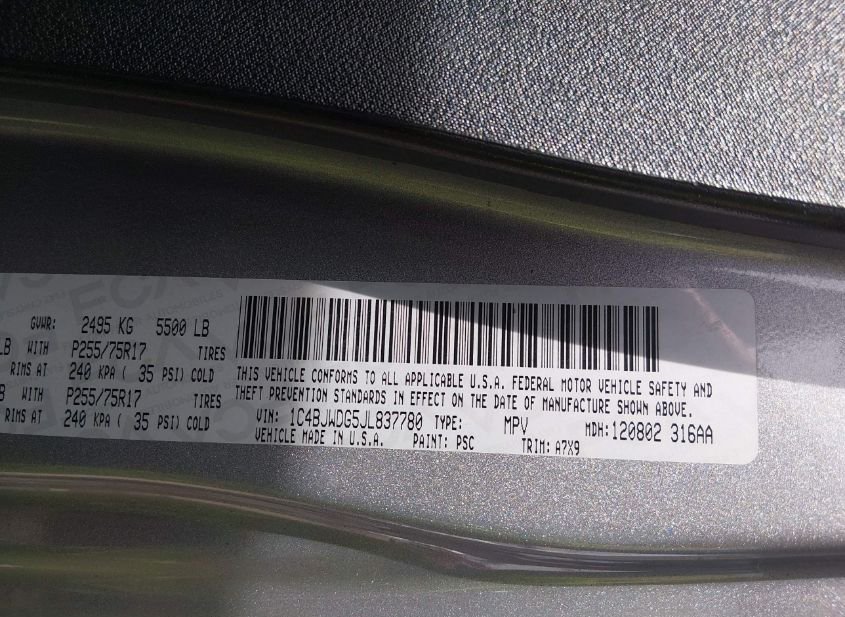 GVWR: 2495 KG 5500 LB
LB WITH P255/75R17 TIRES
RIMS AT 240 KPA ( 35 PSI) COLD
B WITH P255/75R17 TIRES
RIMS AT 240 KPA ( 35 PSI) COLD
THIS VEHICLE CONFORMS TO ALL APPLICABLE U.S.A. FEDERAL MOTOR VEHICLE SAFETY AND
THEFT PREVENTION STANDARDS IN EFFECT ON THE DATE OF MANUFACTURE SHOWN ABOVE.
VIN: 1C4BJWDG5JL837780 TYPE: MPV MDH:120802 316AA
VEHICLE MADE IN U.S.A. PAINT: PSC TRIM: A7X9